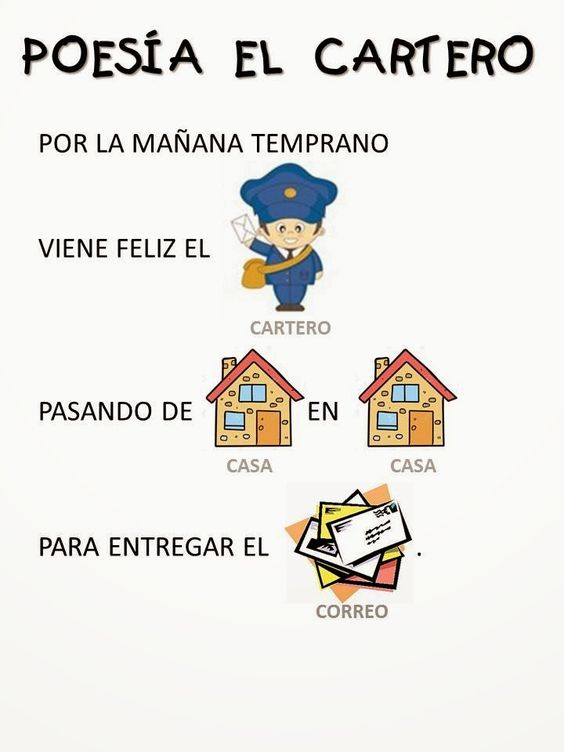 POESÍA EL CARTERO
POR LA MAÑANA TEMPRANO
VIENE FELIZ EL
CARTERO
PASANDO DE EN
CASA CASA
PARA ENTREGAR EL .
CORREO